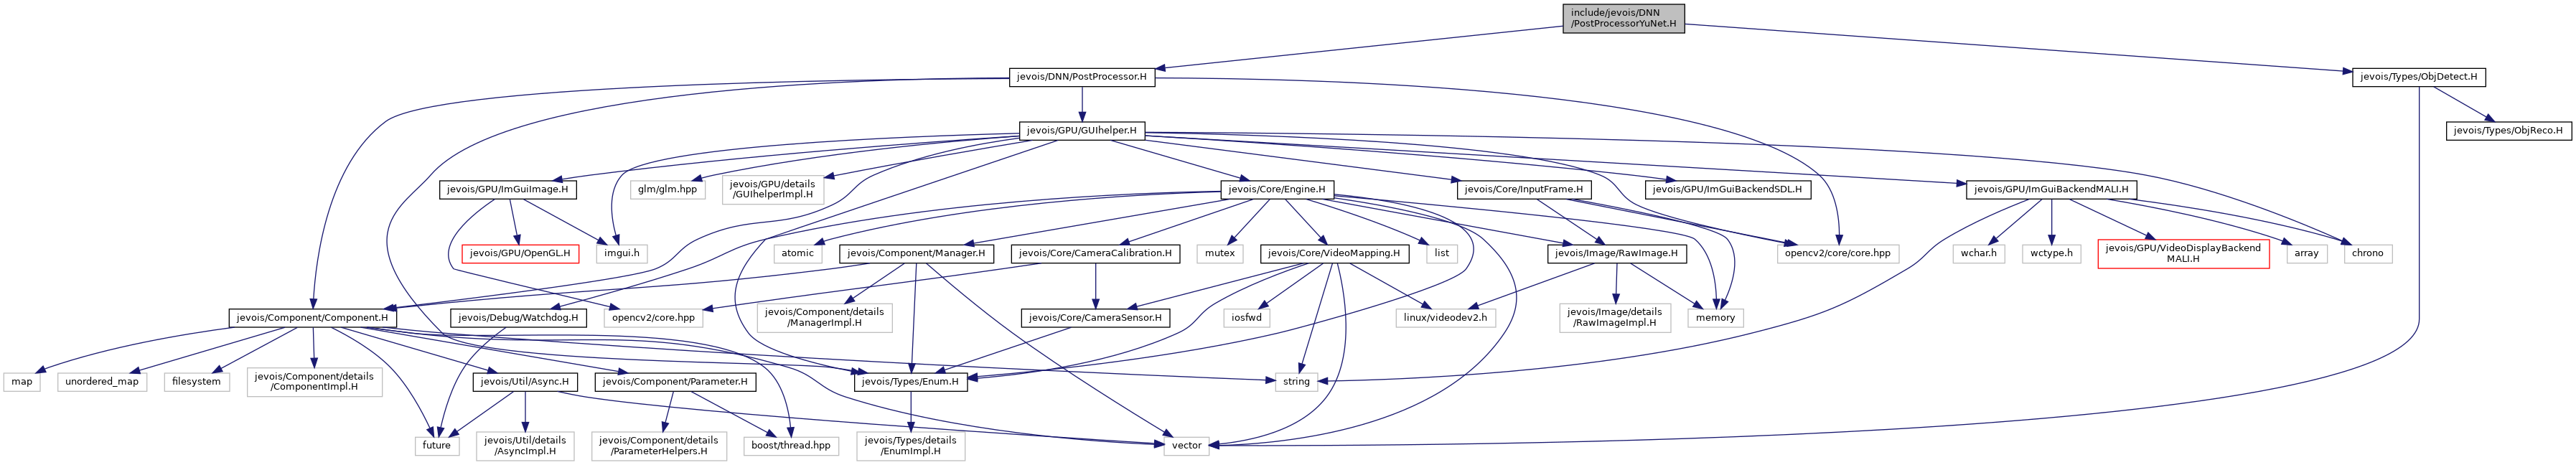 include/jevois/DNN
/PostProcessorYuNet.H
jevois/DNN/PostProcessor.H
jevois/Types/ObjDetect.H
jevois/GPU/GUIhelper.H
jevois/Types/ObjReco.H
jevois/GPU/ImGuiImage.H
glm/glm.hpp
jevois/GPU/details
/GUIhelperImpl.H
jevois/Core/Engine.H
jevois/Core/InputFrame.H
jevois/GPU/ImGuiBackendSDL.H
jevois/GPU/ImGuiBackendMALI.H
jevois/GPU/OpenGL.H
imgui.h
atomic
jevois/Component/Manager.H
jevois/Core/CameraCalibration.H
mutex
jevois/Core/VideoMapping.H
list
jevois/Image/RawImage.H
opencv2/core/core.hpp
wchar.h
wctype.h
jevois/GPU/VideoDisplayBackend
MALI.H
array
chrono
jevois/Component/Component.H
jevois/Debug/Watchdog.H
opencv2/core.hpp
jevois/Component/details
/ManagerImpl.H
jevois/Core/CameraSensor.H
iosfwd
linux/videodev2.h
jevois/Image/details
/RawImageImpl.H
memory
map
unordered_map
filesystem
jevois/Component/details
/ComponentImpl.H
jevois/Util/Async.H
jevois/Component/Parameter.H
jevois/Types/Enum.H
string
future
jevois/Util/details
/AsyncImpl.H
jevois/Component/details
/ParameterHelpers.H
boost/thread.hpp
jevois/Types/details
/EnumImpl.H
vector